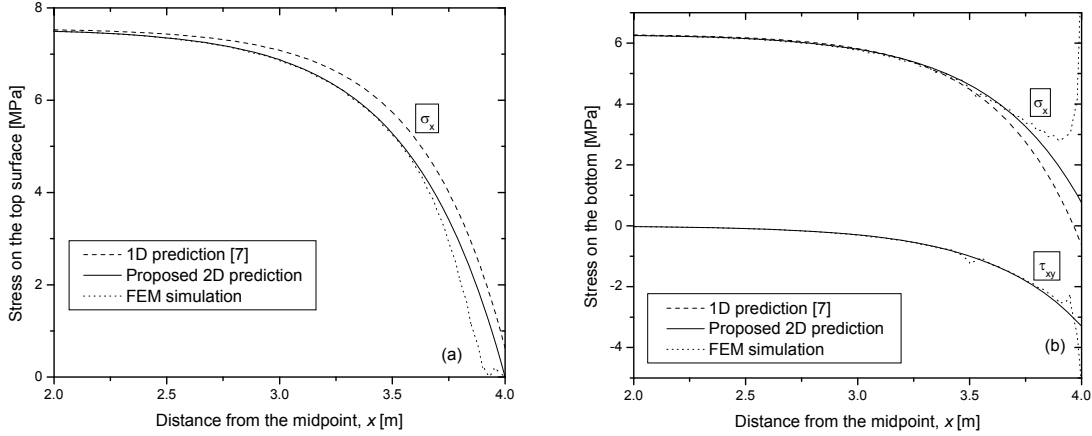 Stress on the top surface [MPa]
8
6
4
2
0
σx
1D prediction [7]
Proposed 2D prediction
FEM simulation
(a)
2.0 2.5 3.0 3.5 4.0
Distance from the midpoint, x [m]
Stress on the bottom [MPa]
6
4
2
0
-2
-4
σx
τxy
1D prediction [7]
Proposed 2D prediction
FEM simulation
(b)
2.0 2.5 3.0 3.5 4.0
Distance from the midpoint, x [m]